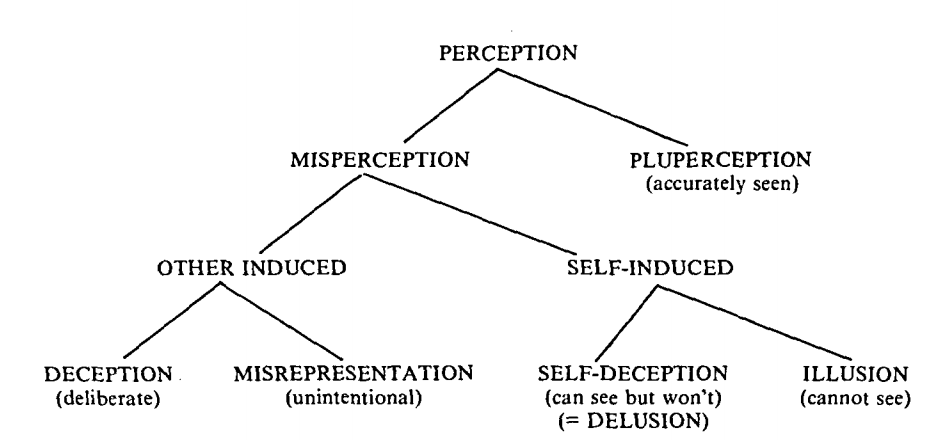 PERCEPTION
MISPERCEPTION
PLUPERCEPTION
(accurately seen)
OTHER INDUCED
SELF-INDUCED
DECEPTION
(deliberate)
MISREPRESENTATION
(unintentional)
SELF-DECEPTION
(can see but won't)
(= DELUSION)
ILLUSION
(cannot see)